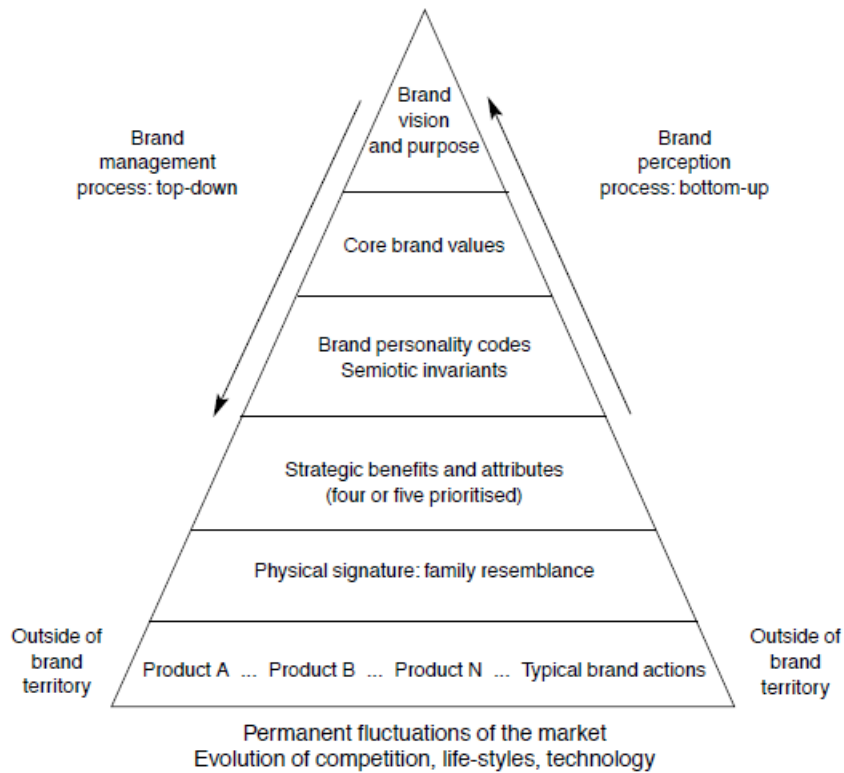 Brand
vision
and purpose
Brand
management
process: top-down
Brand
perception
process: bottom-up
Core brand values
Brand personality codes
Semiotic invariants
Strategic benefits and attributes
(four or five prioritised)
Physical signature: family resemblance
Outside of
brand
territory
Product A ... Product B ... Product N ... Typical brand actions
Outside of
brand
territory
Permanent fluctuations of the market
Evolution of competition, life-styles, technology